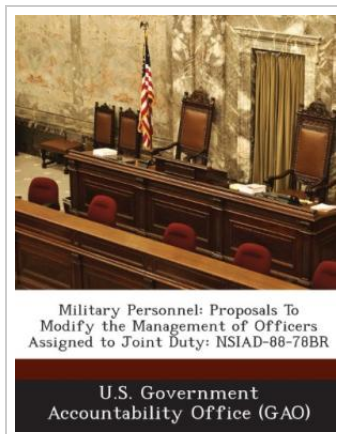 Military Personnel: Proposals To
Modify the Management of Officers
Assigned to Joint Duty: NSIAD-88-78BR
U.S. Government
Accountability Office (GAO)